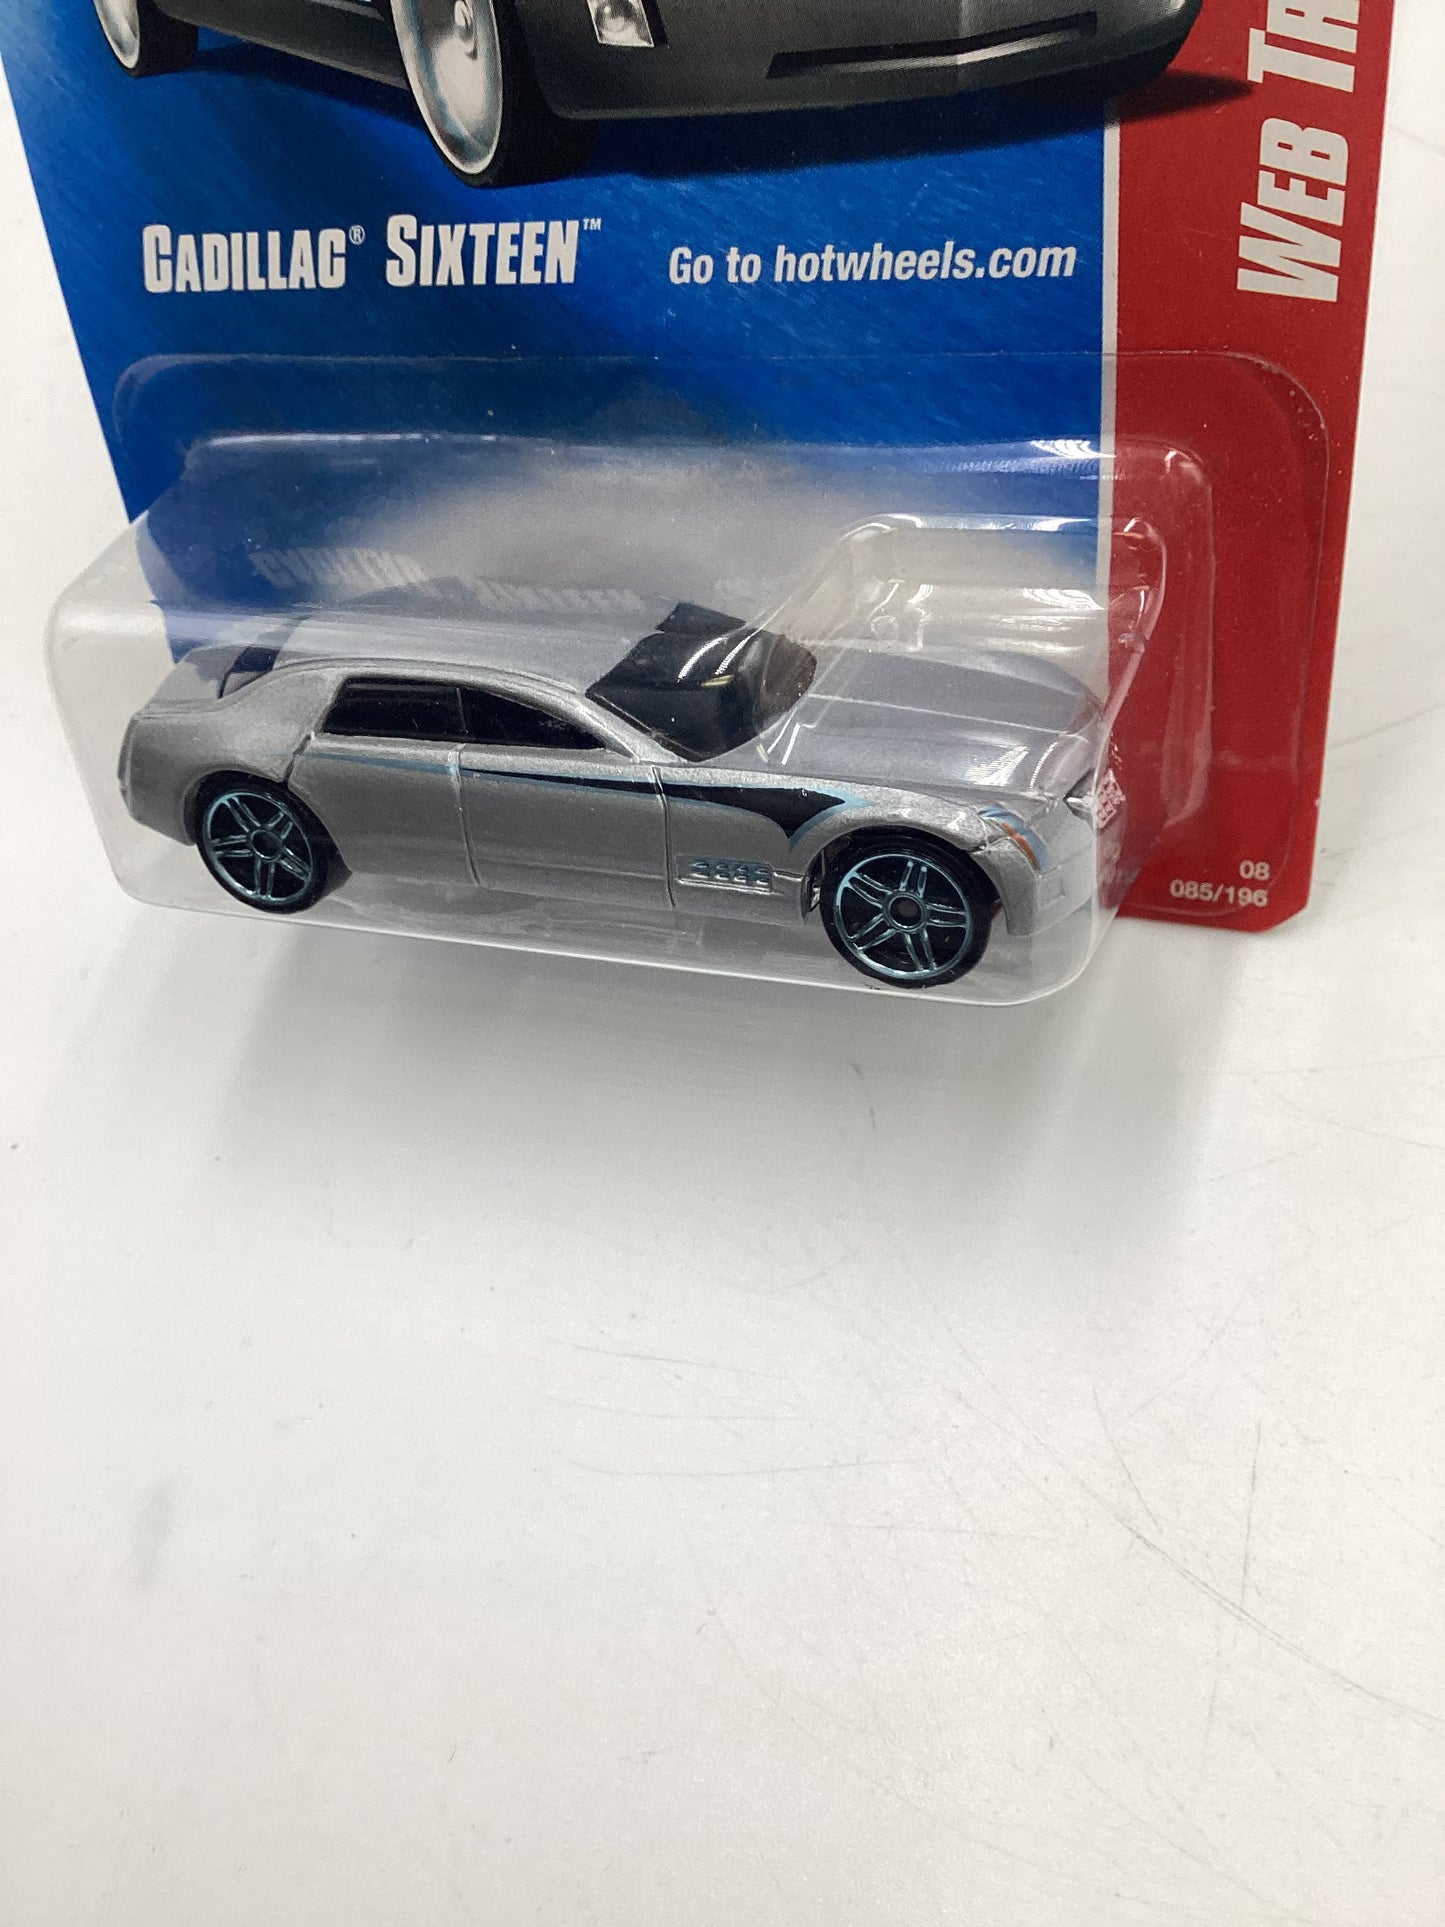 CADILLAC® SIXTEEN™
Go to hotwheels.com
WEB TR
08
085/196